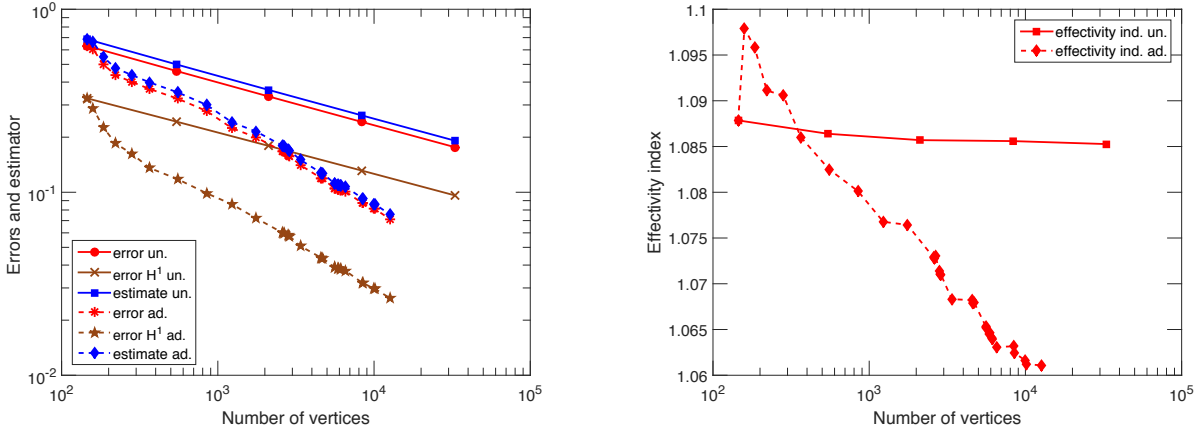 10^0
10^-1
10^-2
10^2
10^3
10^4
10^5
Errors and estimator
Number of vertices
error un.
error H^1 un.
estimate un.
error ad.
error H^1 ad.
estimate ad.
1.1
1.095
1.09
1.085
1.08
1.075
1.07
1.065
1.06
10^2
10^3
10^4
10^5
Effectivity index
Number of vertices
effectivity ind. un.
effectivity ind. ad.